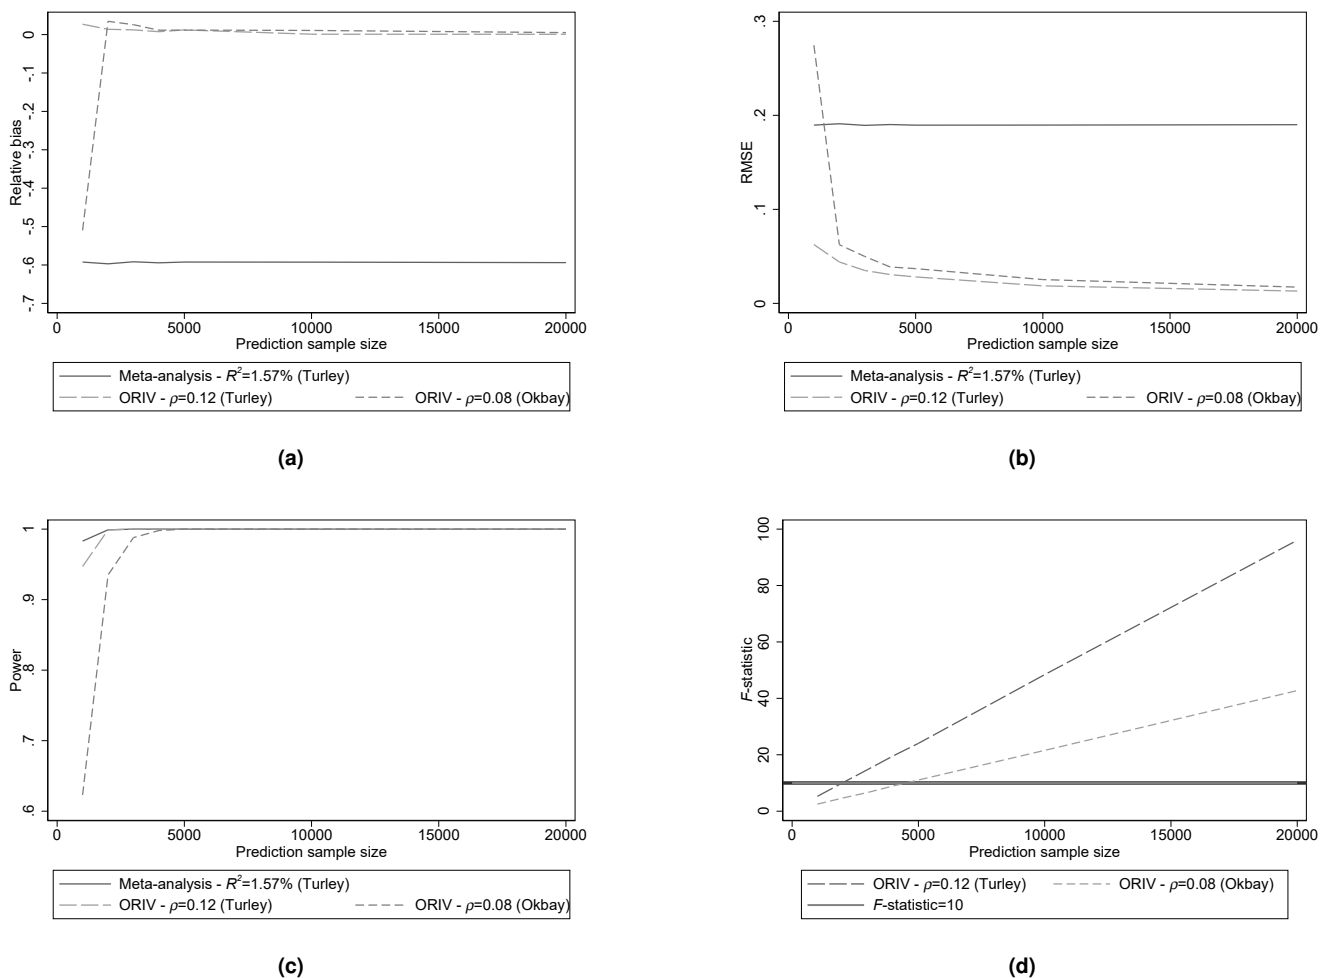 0
-.1
-.2
-.3
-.4
-.5
-.6
-.7
Relative bias
0 5000 10000 15000 20000
Prediction sample size
Meta-analysis - R²=1.57% (Turley)
ORIV - ρ=0.12 (Turley) ORIV - ρ=0.08 (Okbay)
(a)
.3
.2
.1
0
RMSE
0 5000 10000 15000 20000
Prediction sample size
Meta-analysis - R²=1.57% (Turley)
ORIV - ρ=0.12 (Turley) ORIV - ρ=0.08 (Okbay)
(b)
1
.9
.8
.7
.6
Power
0 5000 10000 15000 20000
Prediction sample size
Meta-analysis - R²=1.57% (Turley)
ORIV - ρ=0.12 (Turley) ORIV - ρ=0.08 (Okbay)
(c)
100
80
60
40
20
0
F-statistic
0 5000 10000 15000 20000
Prediction sample size
ORIV - ρ=0.12 (Turley) ORIV - ρ=0.08 (Okbay)
F-statistic=10
(d)